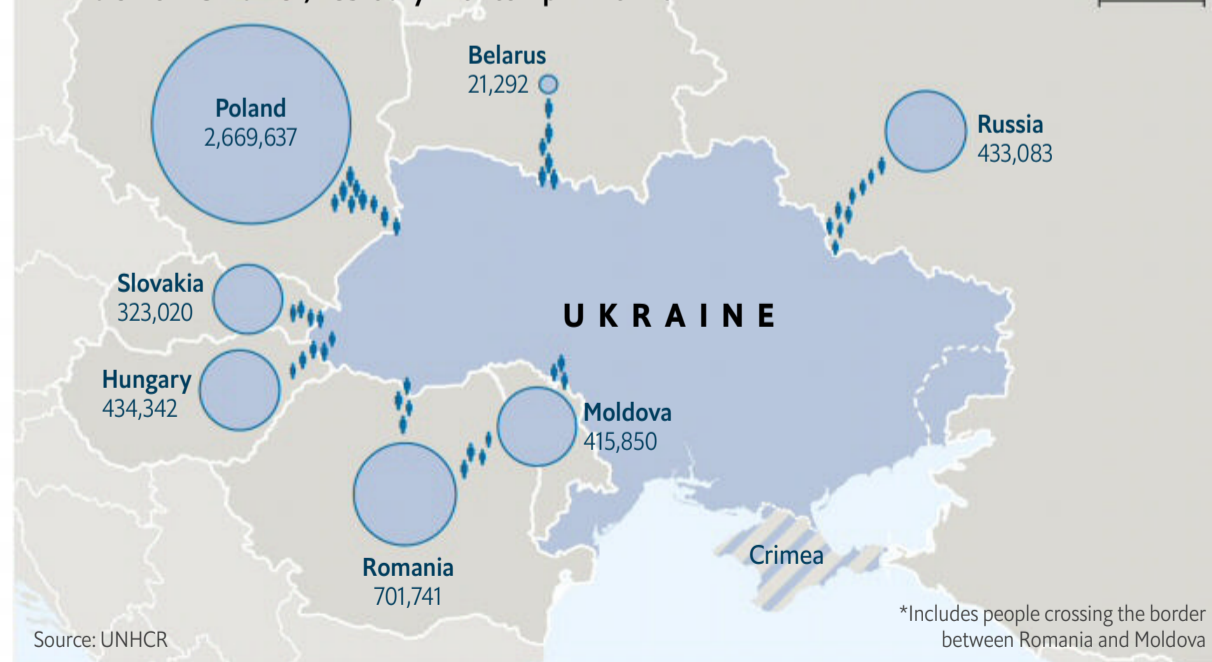 Belarus
21,292
Poland
2,669,637
Russia
433,083
Slovakia
323,020
UKRAINE
Hungary
434,342
Moldova
415,850
Romania
701,741
Crimea
*Includes people crossing the border
between Romania and Moldova
Source: UNHCR